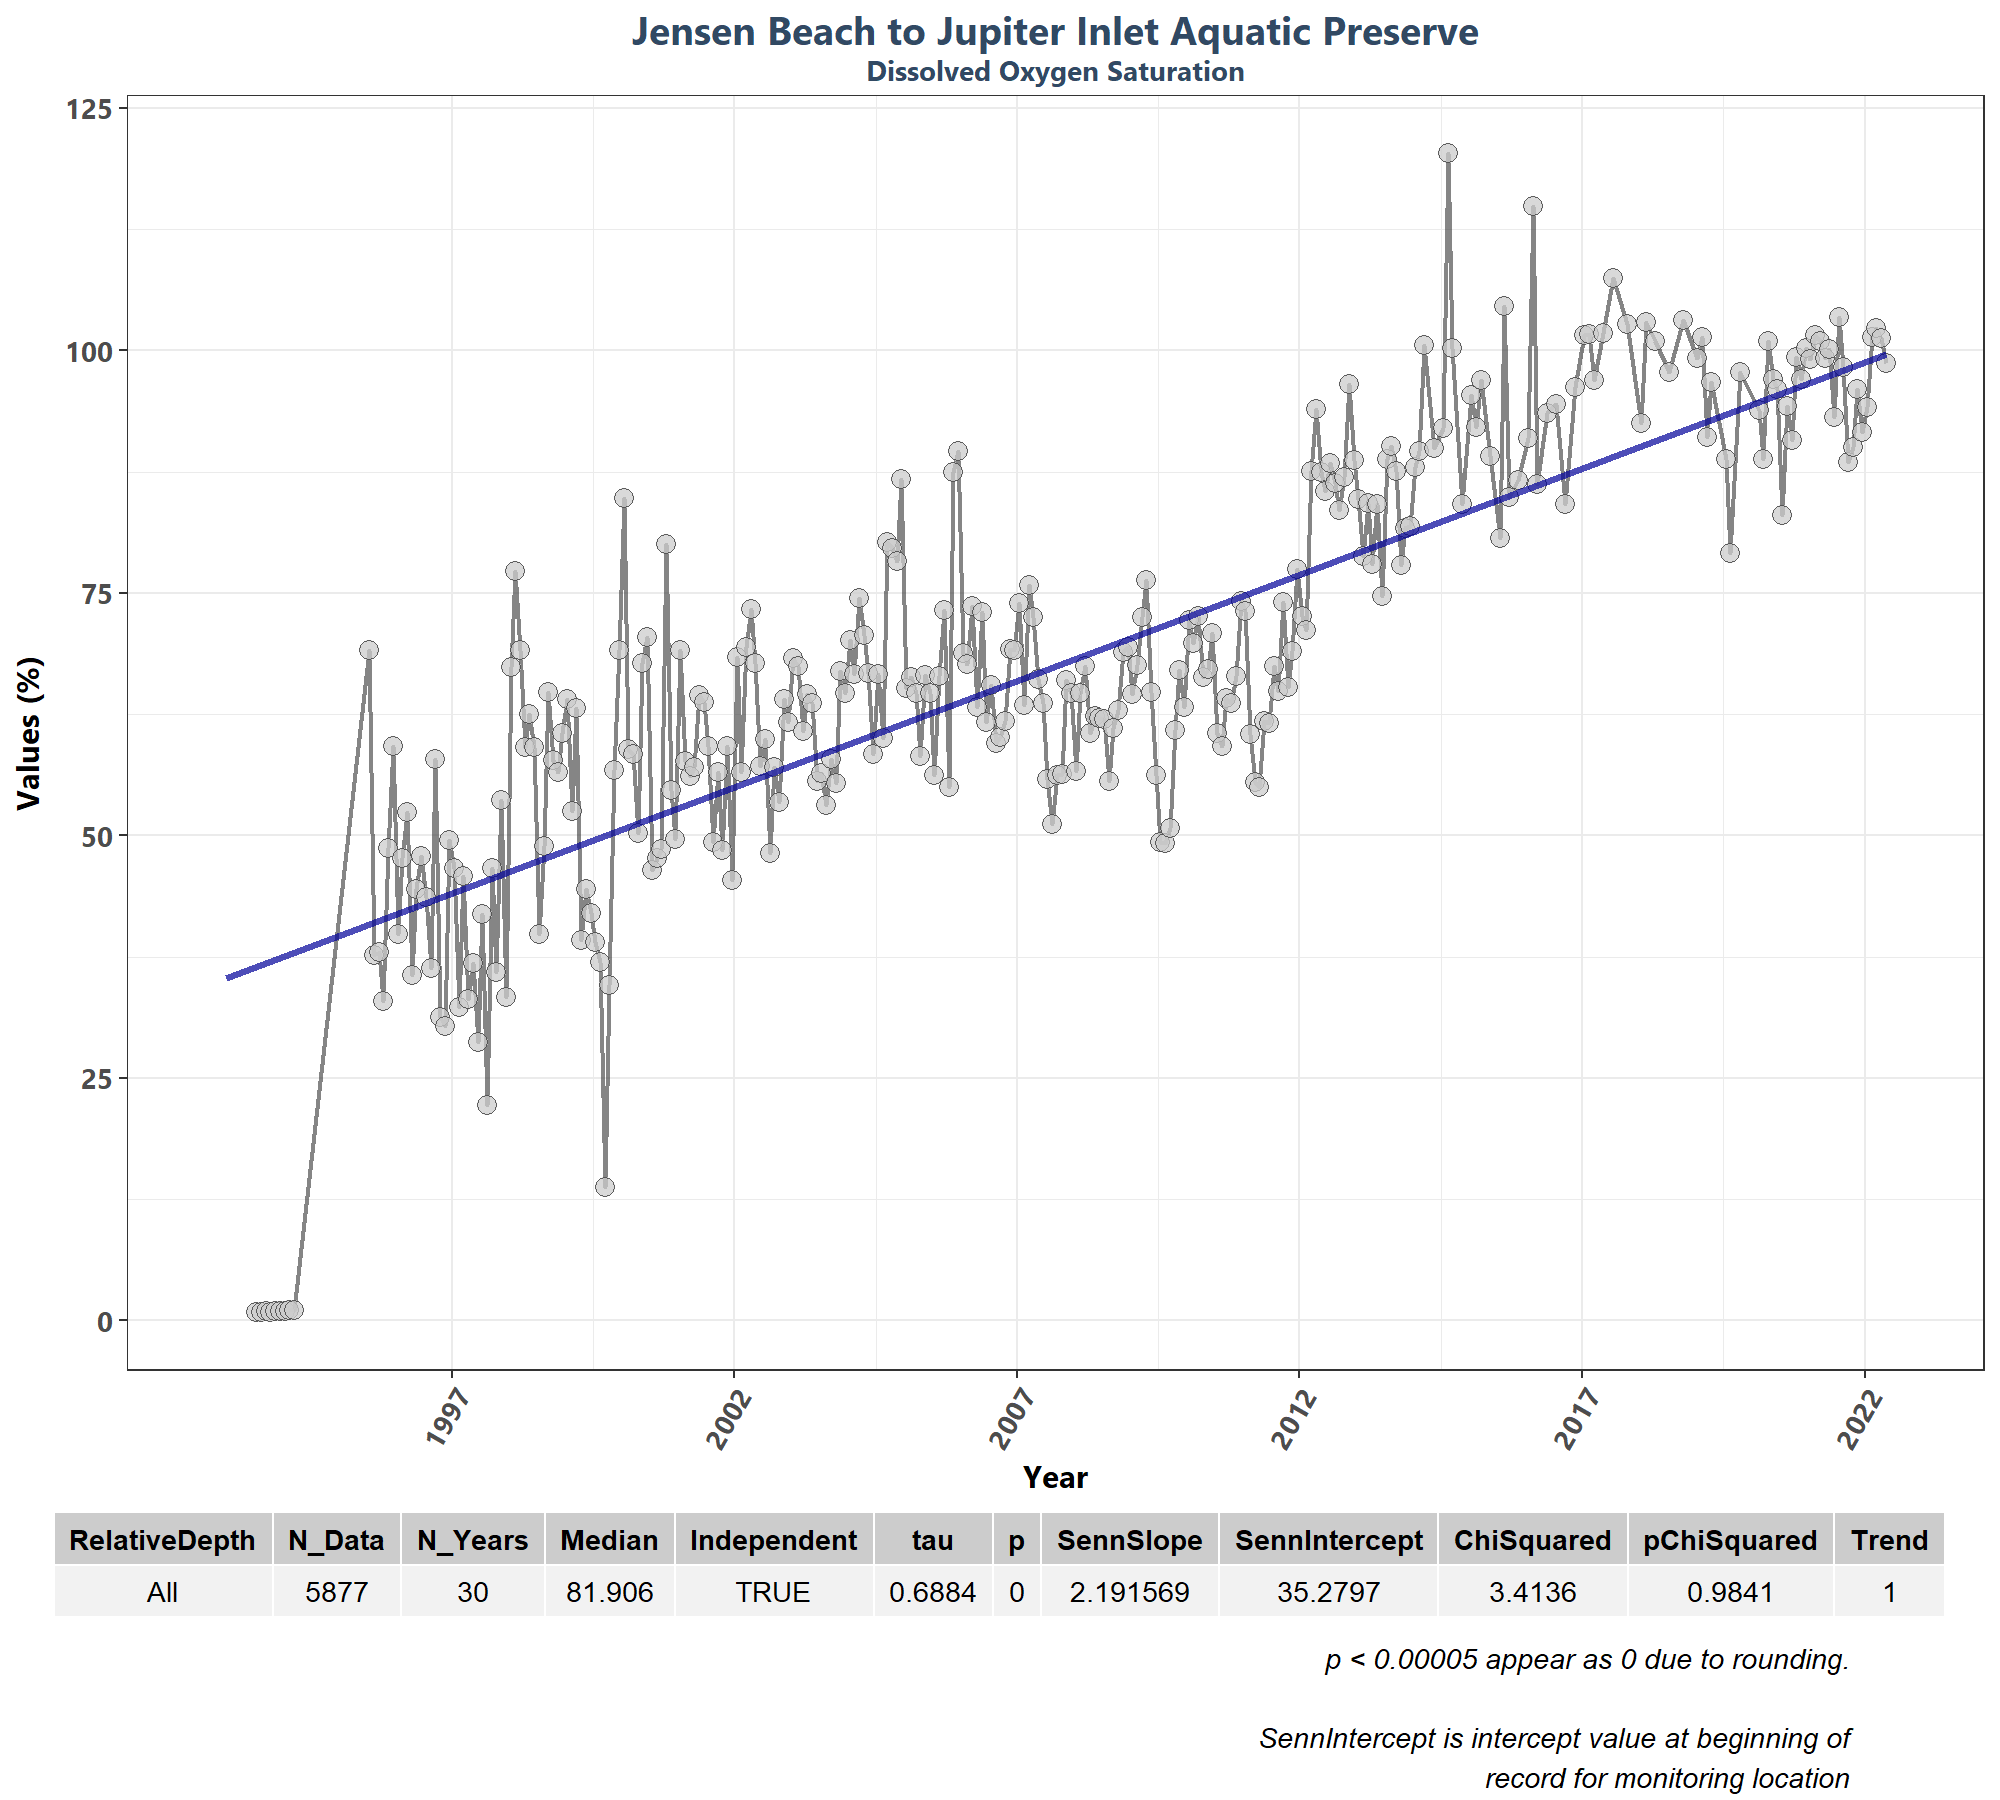 Jensen Beach to Jupiter Inlet Aquatic Preserve
Dissolved Oxygen Saturation
125
100
75
50
25
0
Values (%)
1997
2002
2007
2012
2017
2022
Year
RelativeDepth N_Data N_Years Median Independent tau p SennSlope SennIntercept ChiSquared pChiSquared Trend
All 5877 30 81.906 TRUE 0.6884 0 2.191569 35.2797 3.4136 0.9841 1
p < 0.00005 appear as 0 due to rounding.
SennIntercept is intercept value at beginning of
record for monitoring location